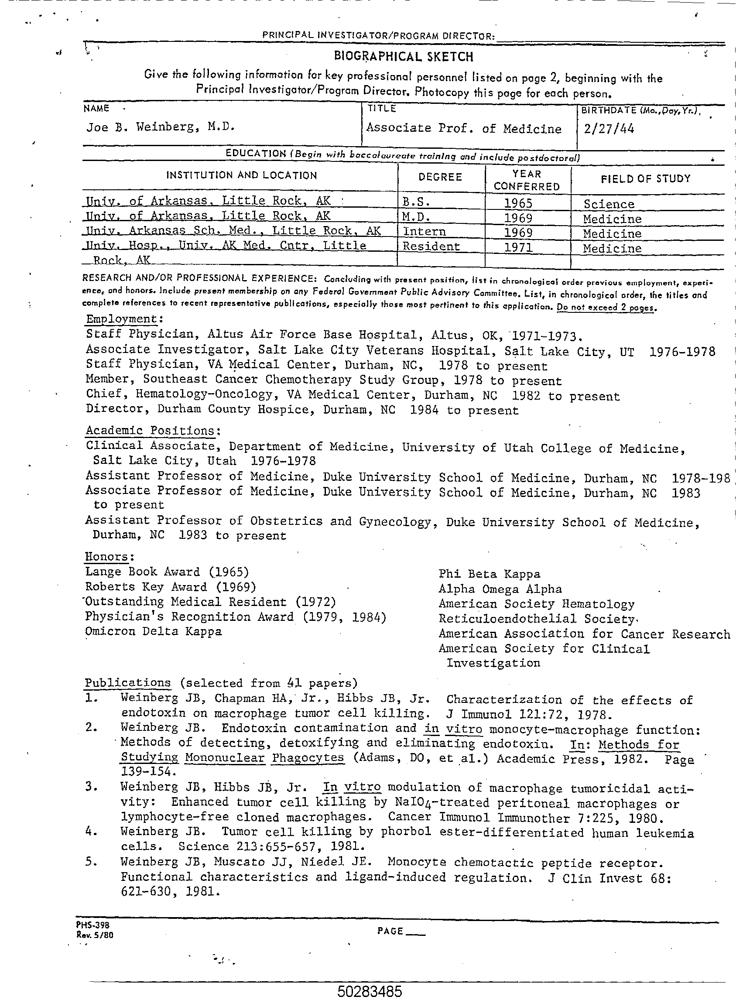 PRINCIPAL INVESTIGATOR/PROGRAM DIRECTOR:
BIOGRAPHICAL SKETCH
Give the following information for key professional personnel listed on page 2, beginning with the
Principal Investigator/Program Director. Photocopy this page for each person.
NAME TITLE BIRTHDATE (Mo.,Day,Yr.)
Joe B. Weinberg, M.D. Associate Prof. of Medicine 2/27/44
EDUCATION (Begin with baccalaureate training and include postdoctoral)
INSTITUTION AND LOCATION DEGREE YEAR CONFERRED FIELD OF STUDY
Univ. of Arkansas, Little Rock, AK B.S. 1965 Science
Univ. of Arkansas, Little Rock, AK M.D. 1969 Medicine
Univ. Arkansas Sch. Med., Little Rock, AK Intern 1969 Medicine
Univ. Hosp., Univ. AK Med. Cntr, Little Resident 1971 Medicine
Rock, AK
RESEARCH AND/OR PROFESSIONAL EXPERIENCE: Concluding with present position, list in chronological order previous employment, experi-
ence, and honors. Include present membership on any Federal Government Public Advisory Committee. List, in chronological order, the titles and
complete references to recent representative publications, especially those most pertinent to this application. Do not exceed 2 pages.
Employment:
Staff Physician, Altus Air Force Base Hospital, Altus, OK, 1971-1973.
Associate Investigator, Salt Lake City Veterans Hospital, Salt Lake City, UT 1976-1978
Staff Physician, VA Medical Center, Durham, NC, 1978 to present
Member, Southeast Cancer Chemotherapy Study Group, 1978 to present
Chief, Hematology-Oncology, VA Medical Center, Durham, NC 1982 to present
Director, Durham County Hospice, Durham, NC 1984 to present
Academic Positions:
Clinical Associate, Department of Medicine, University of Utah College of Medicine,
Salt Lake City, Utah 1976-1978
Assistant Professor of Medicine, Duke University School of Medicine, Durham, NC 1978-198
Associate Professor of Medicine, Duke University School of Medicine, Durham, NC 1983
to present
Assistant Professor of Obstetrics and Gynecology, Duke University School of Medicine,
Durham, NC 1983 to present
Honors:
Lange Book Award (1965) Phi Beta Kappa
Roberts Key Award (1969) Alpha Omega Alpha
Outstanding Medical Resident (1972) American Society Hematology
Physician's Recognition Award (1979, 1984) Reticuloendothelial Society
Omicron Delta Kappa American Association for Cancer Research
American Society for Clinical
Investigation
Publications (selected from 41 papers)
1. Weinberg JB, Chapman HA, Jr., Hibbs JB, Jr. Characterization of the effects of
endotoxin on macrophage tumor cell killing. J Immunol 121:72, 1978.
2. Weinberg JB. Endotoxin contamination and in vitro monocyte-macrophage function:
Methods of detecting, detoxifying and eliminating endotoxin. In: Methods for
Studying Mononuclear Phagocytes (Adams, DO, et al.) Academic Press, 1982. Page
139-154.
3. Weinberg JB, Hibbs JB, Jr. In vitro modulation of macrophage tumoricidal acti-
vity: Enhanced tumor cell killing by NaIO4-treated peritoneal macrophages or
lymphocyte-free cloned macrophages. Cancer Immunol Immunother 7:225, 1980.
4. Weinberg JB. Tumor cell killing by phorbol ester-differentiated human leukemia
cells. Science 213:655-657, 1981.
5. Weinberg JB, Muscato JJ, Niedel JE. Monocyte chemotactic peptide receptor.
Functional characteristics and ligand-induced regulation. J Clin Invest 68:
621-630, 1981.
PHS-398
Rev. 5/80 PAGE
50283485